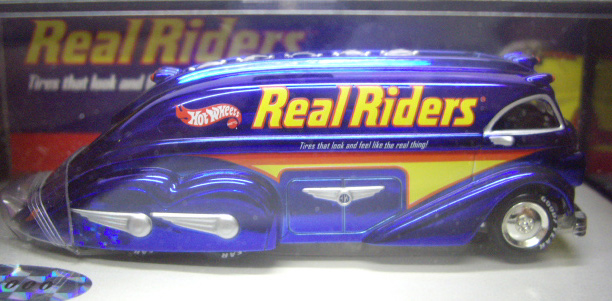 Real Riders
Tires that look and feel
Hot Wheels
Real Riders
Tires that look and feel like the real thing!